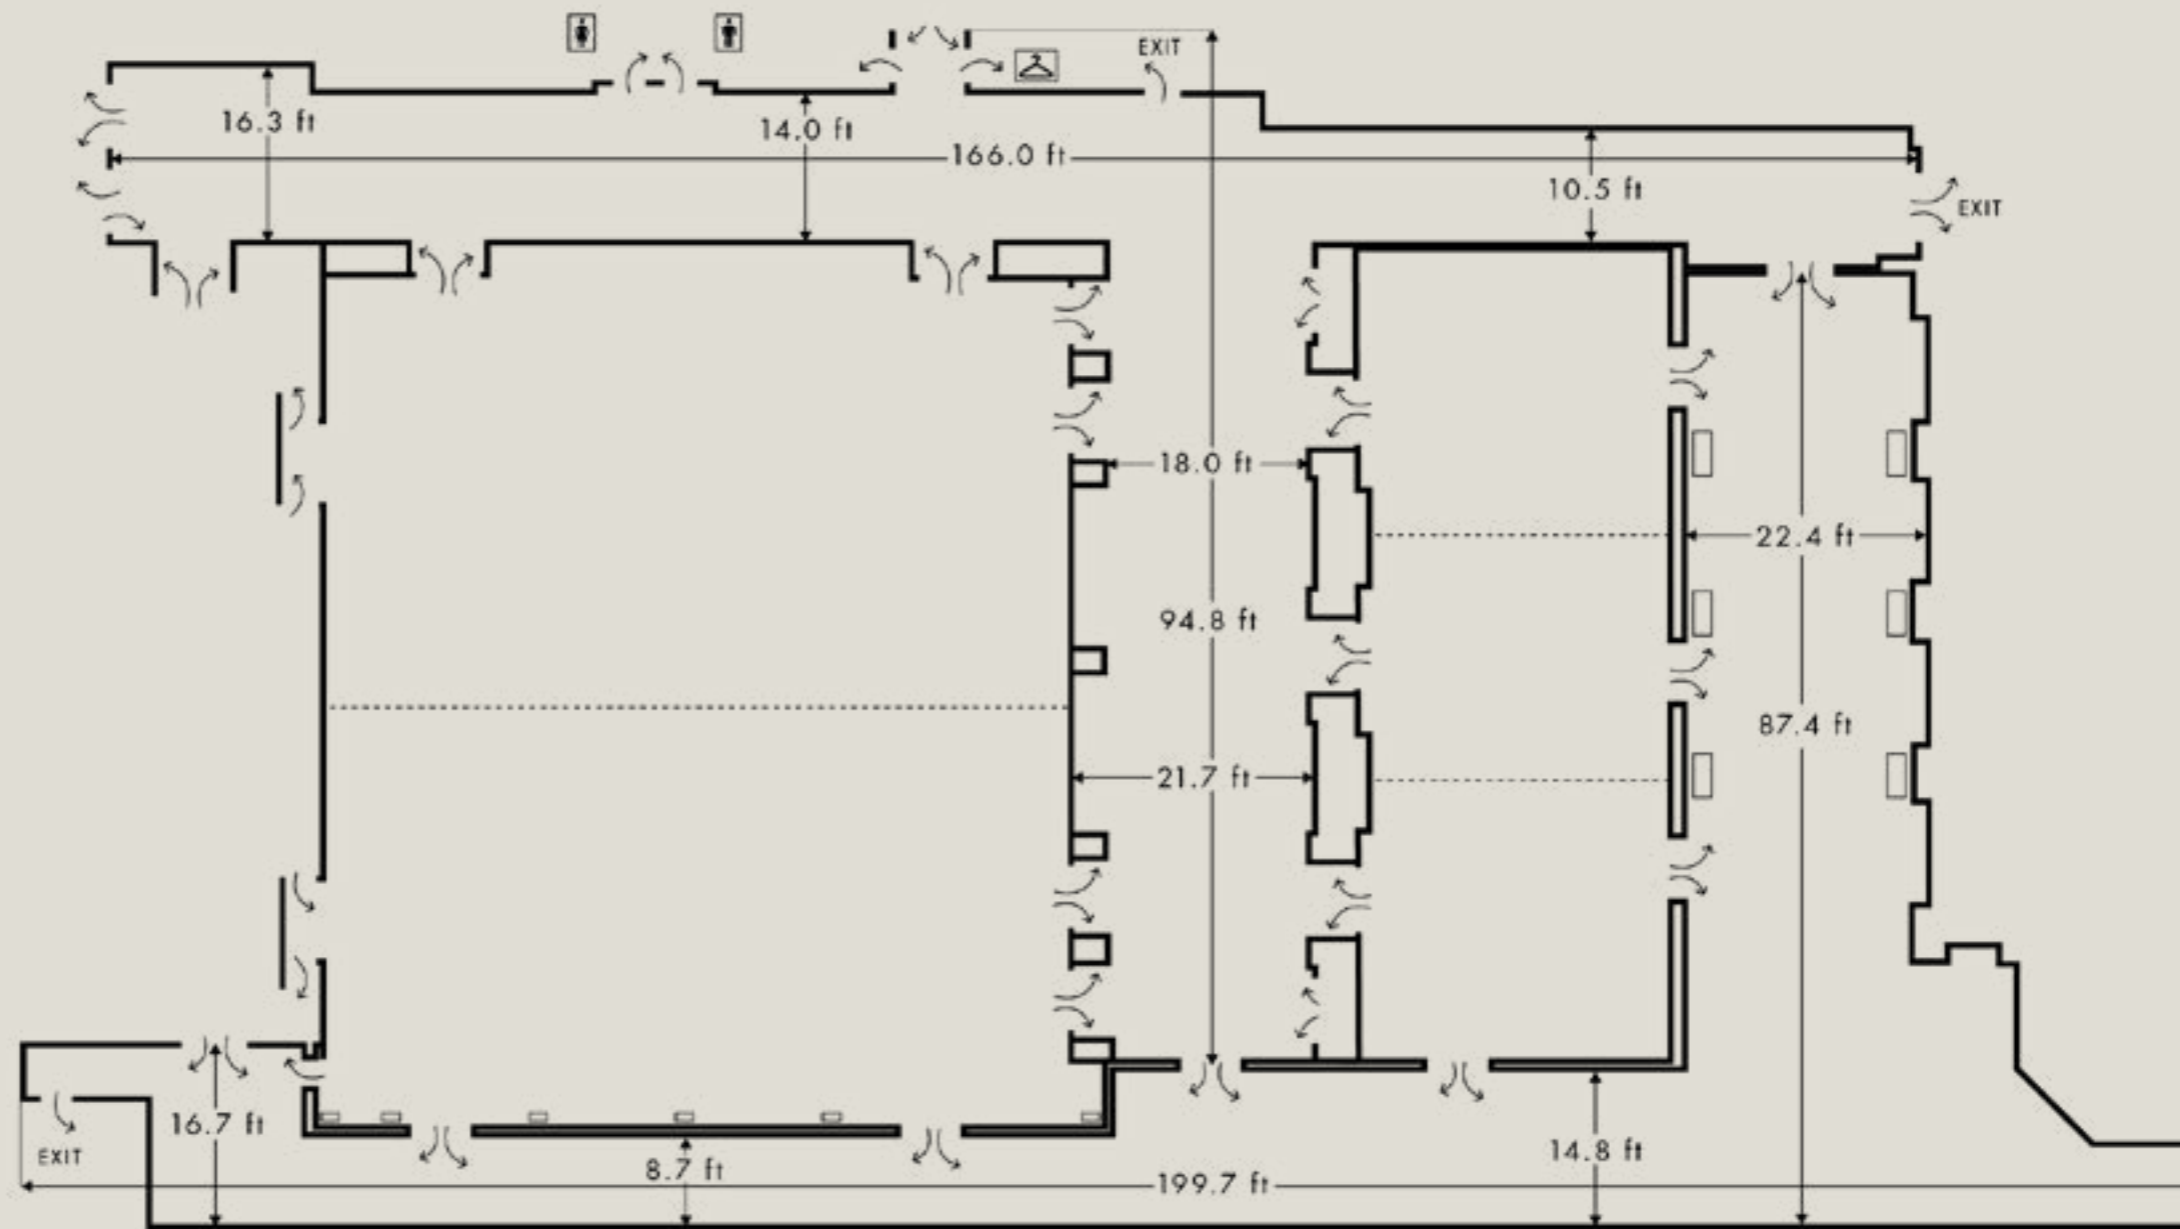 EXIT
16.3 ft
14.0 ft
166.0 ft
10.5 ft
EXIT
18.0 ft
22.4 ft
94.8 ft
87.4 ft
21.7 ft
16.7 ft
EXIT
8.7 ft
14.8 ft
199.7 ft